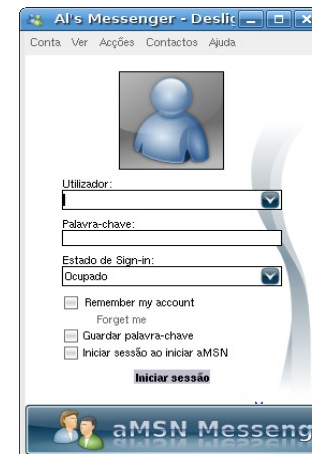 Al's Messenger - Deslig
Conta Ver Acções Contactos Ajuda
Utilizador:
Palavra-chave:
Estado de Sign-in:
Ocupado
Remember my account
Forget me
Guardar palavra-chave
Iniciar sessão ao iniciar aMSN
Iniciar sessão
aMSN Messeng